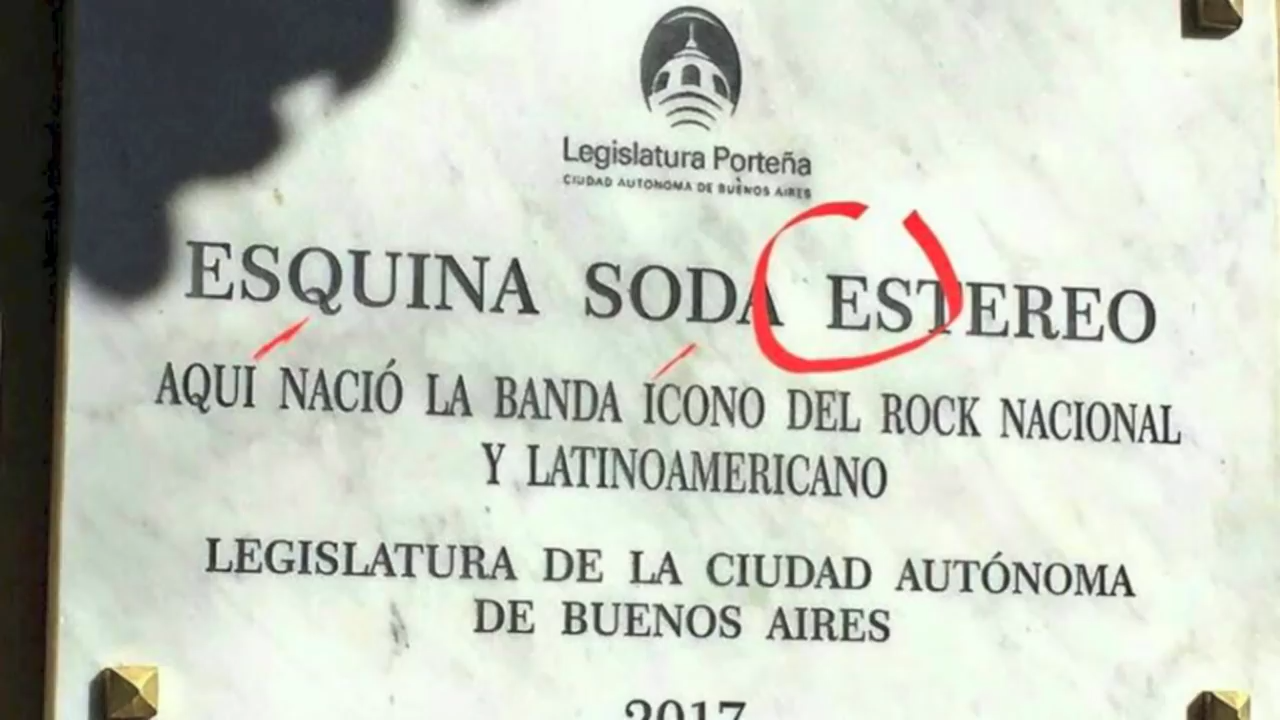 Legislatura Porteña
CIUDAD AUTONOMA DE BUENOS AIRES
ESQUINA SODA ESTEREO
AQUI NACIÓ LA BANDA ICONO DEL ROCK NACIONAL
Y LATINOAMERICANO
LEGISLATURA DE LA CIUDAD AUTÓNOMA
DE BUENOS AIRES
2017